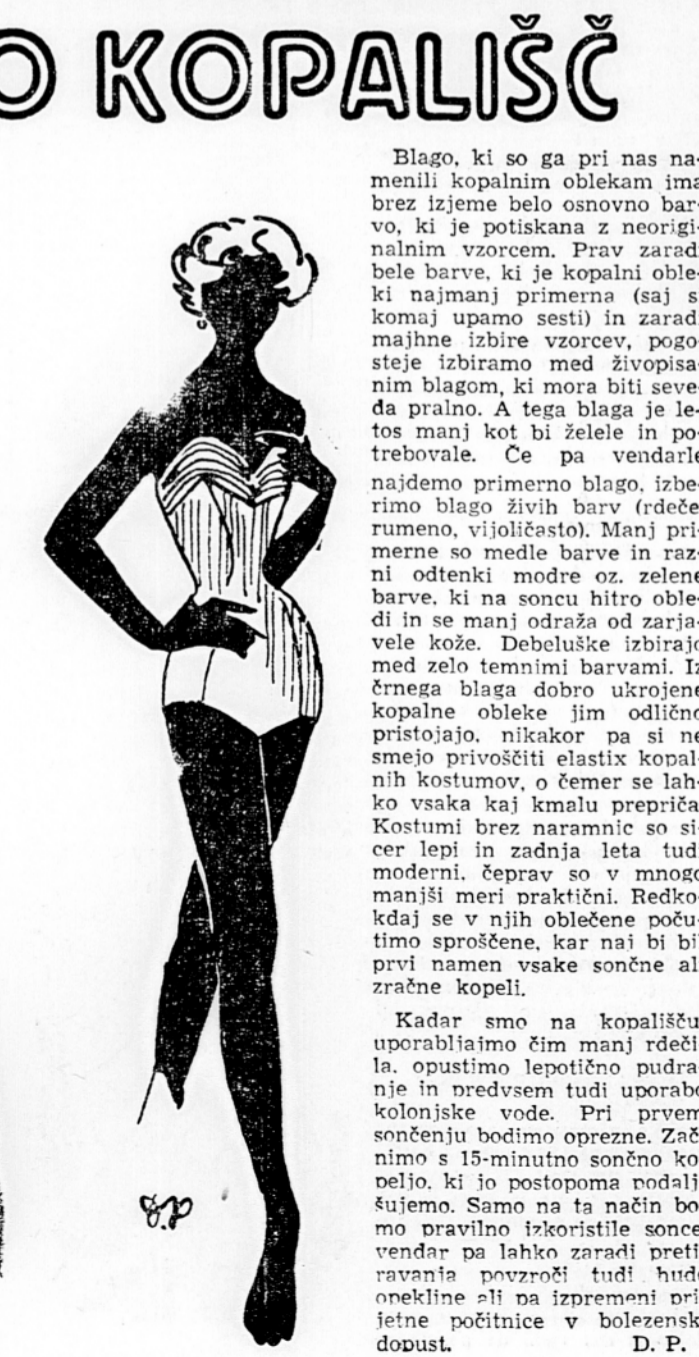 O KOPALIŠČ
Blago, ki so ga pri nas na-
menili kopalnim oblekam ima
brez izjeme belo osnovno bar-
vo, ki je potiskana z neorigi-
nalnim vzorcem. Prav zarad
bele barve, ki je kopalni oble-
ki najmanj primerna (saj s
komaj upamo sesti) in zarad
majhne izbire vzorcev, pogo-
steje izbiramo med živopisa-
nim blagom, ki mora biti seve-
da pralno. A tega blaga je le-
tos manj kot bi želele in po-
trebovale. Če pa vendarle
najdemo primerno blago, izbe-
rimo blago živih barv (rdeče
rumeno, vijoličasto). Manj pri-
merne so medle barve in raz-
ni odtenki modre oz. zelene
barve, ki na soncu hitro oble-
di in se manj odraža od zarja-
vele kože. Debeluške izbirajo
med zelo temnimi barvami. Iz
črnega blaga dobro ukrojene
kopalne obleke jim odlično
pristojajo, nikakor pa si ne
smejo privoščiti elastix kopal-
nih kostumov, o čemer se lah-
ko vsaka kaj kmalu prepriča
Kostumi brez naramnic so si-
cer lepi in zadnja leta tud
moderni, čeprav so v mnogo
manjši meri praktični. Redko-
kdaj se v njih oblečene poču-
timo sproščene, kar naj bi bi
prvi namen vsake sončne al
zračne kopeli.
Kadar smo na kopališču
uporabljajmo čim manj rdeči
la, opustimo lepotično pudra
nje in predvsem tudi uporabo
kolonjske vode. Pri prvem
sončenju bodimo oprezne. Zač
nimo s 15-minutno sončno ko
peljo, ki jo postopoma podalj
šujemo. Samo na ta način bo
mo pravilno izkoristile sonce
vendar pa lahko zaradi preti
ravania povzroči tudi hude
opekline ali pa izpremeni pri
jetne počitnice v bolezensk
dopust. D. P.